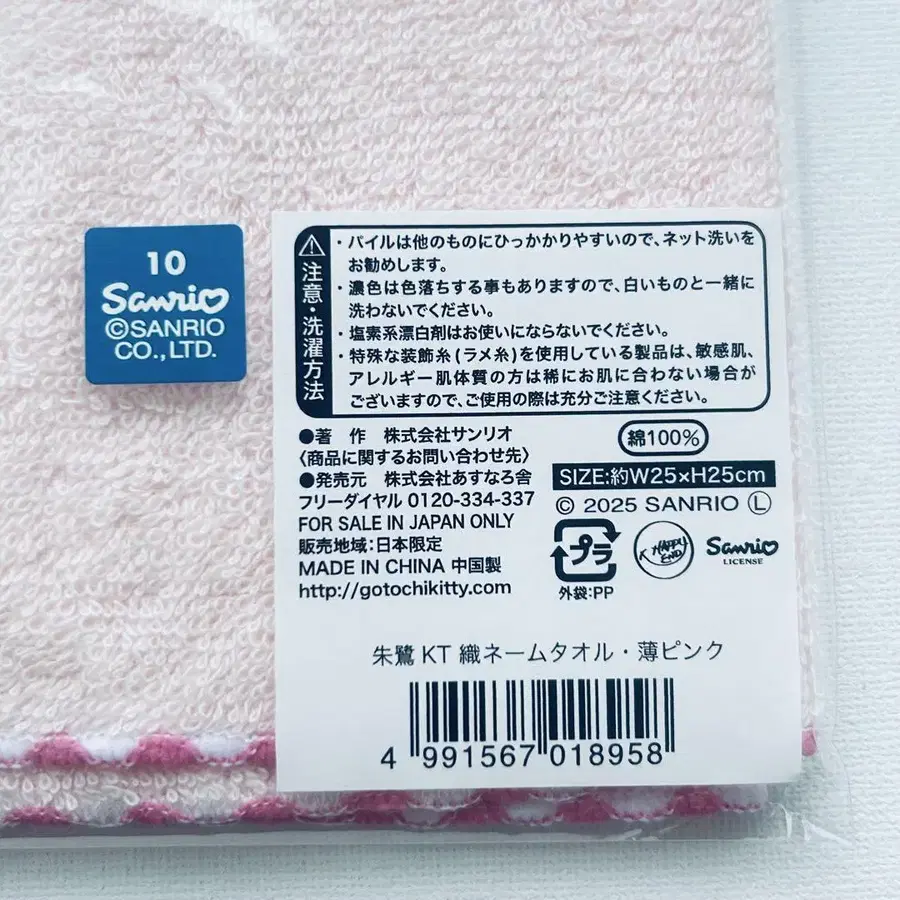 10
Sanrio
©SANRIO
CO.,LTD.
注意・洗濯方法
・パイルは他のものにひっかかりやすいので、ネット洗いを
お勧めします。
・濃色は色落ちする事もありますので、白いものと一緒に
洗わないでください。
・塩素系漂白剤はお使いにならないでください。
・特殊な装飾糸(ラメ糸)を使用している製品は、敏感肌、
アレルギー肌体質の方は稀にお肌に合わない場合が
ございますので、ご使用の際は充分ご注意ください。
●著 作 株式会社サンリオ
〈商品に関するお問い合わせ先〉
●発売元 株式会社あすなろ舎
フリーダイヤル 0120-334-337
FOR SALE IN JAPAN ONLY
販売地域:日本限定
MADE IN CHINA 中国製
http://gotochikitty.com
綿100%
SIZE:約W25×H25cm
© 2025 SANRIO Ⓛ
プラ
外袋:PP
K HAPPY END
Sanrio
LICENSE
朱鷺 KT 織ネームタオル・薄ピンク
4 991567 018958